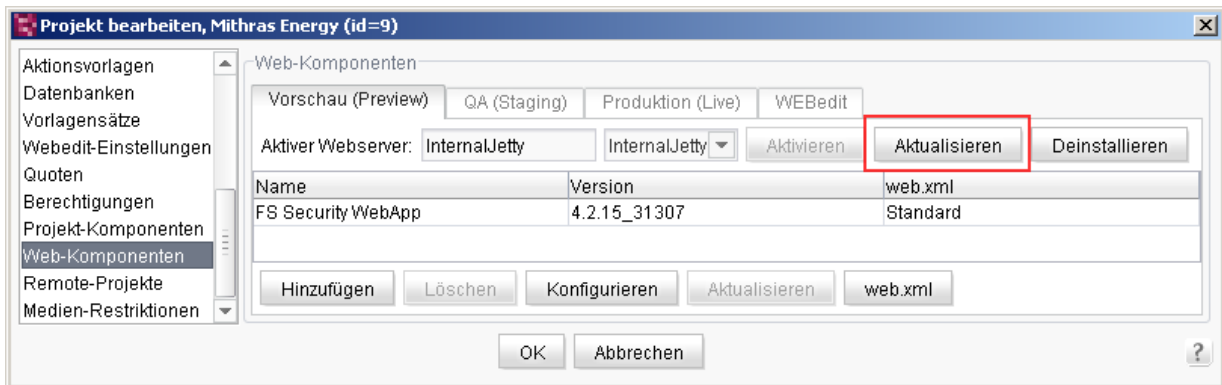 Projekt bearbeiten, Mithras Energy (id=9)
Aktionsvorlagen
Datenbanken
Vorlagensätze
Webedit-Einstellungen
Quoten
Berechtigungen
Projekt-Komponenten
Web-Komponenten
Remote-Projekte
Medien-Restriktionen
Web-Komponenten
Vorschau (Preview) QA (Staging) Produktion (Live) WEBedit
Aktiver Webserver: InternalJetty InternalJetty Aktivieren Aktualisieren Deinstallieren
Name Version web.xml
FS Security WebApp 4.2.15_31307 Standard
Hinzufügen Löschen Konfigurieren Aktualisieren web.xml
OK Abbrechen ?